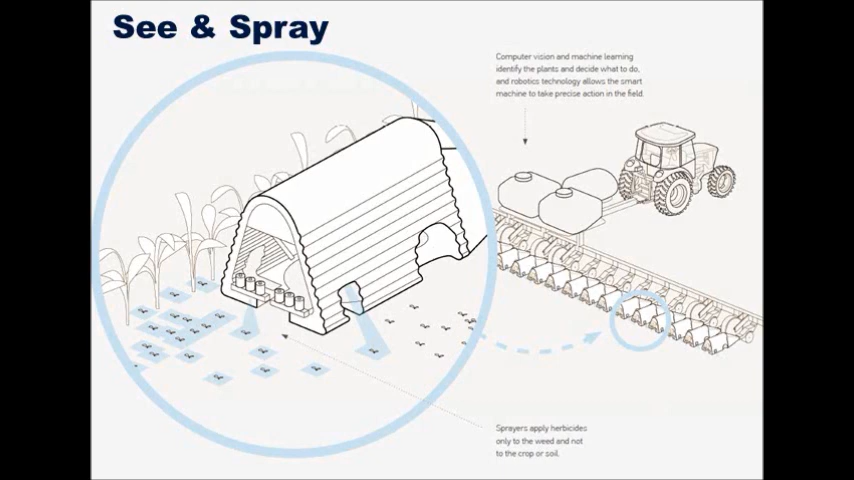 See & Spray
Computer vision and machine learning
identify the plants and decide what to do,
and robotics technology allows the smart
machine to take precise action in the field.
Sprayers apply herbicides
only to the weed and not
to the crop or soil.